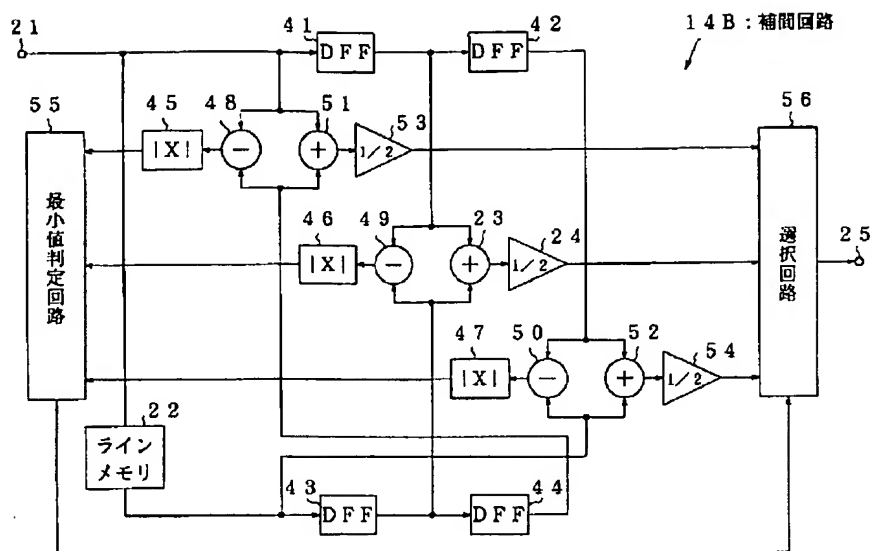 21
41
DFF
42
DFF
14B：補間回路
55
最小値判定回路
45
|X|
48
−
51
+
53
1/2
56
選択回路
46
|X|
49
−
23
+
24
1/2
25
47
|X|
50
−
52
+
54
1/2
22
ライン
メモリ
43
DFF
44
DFF